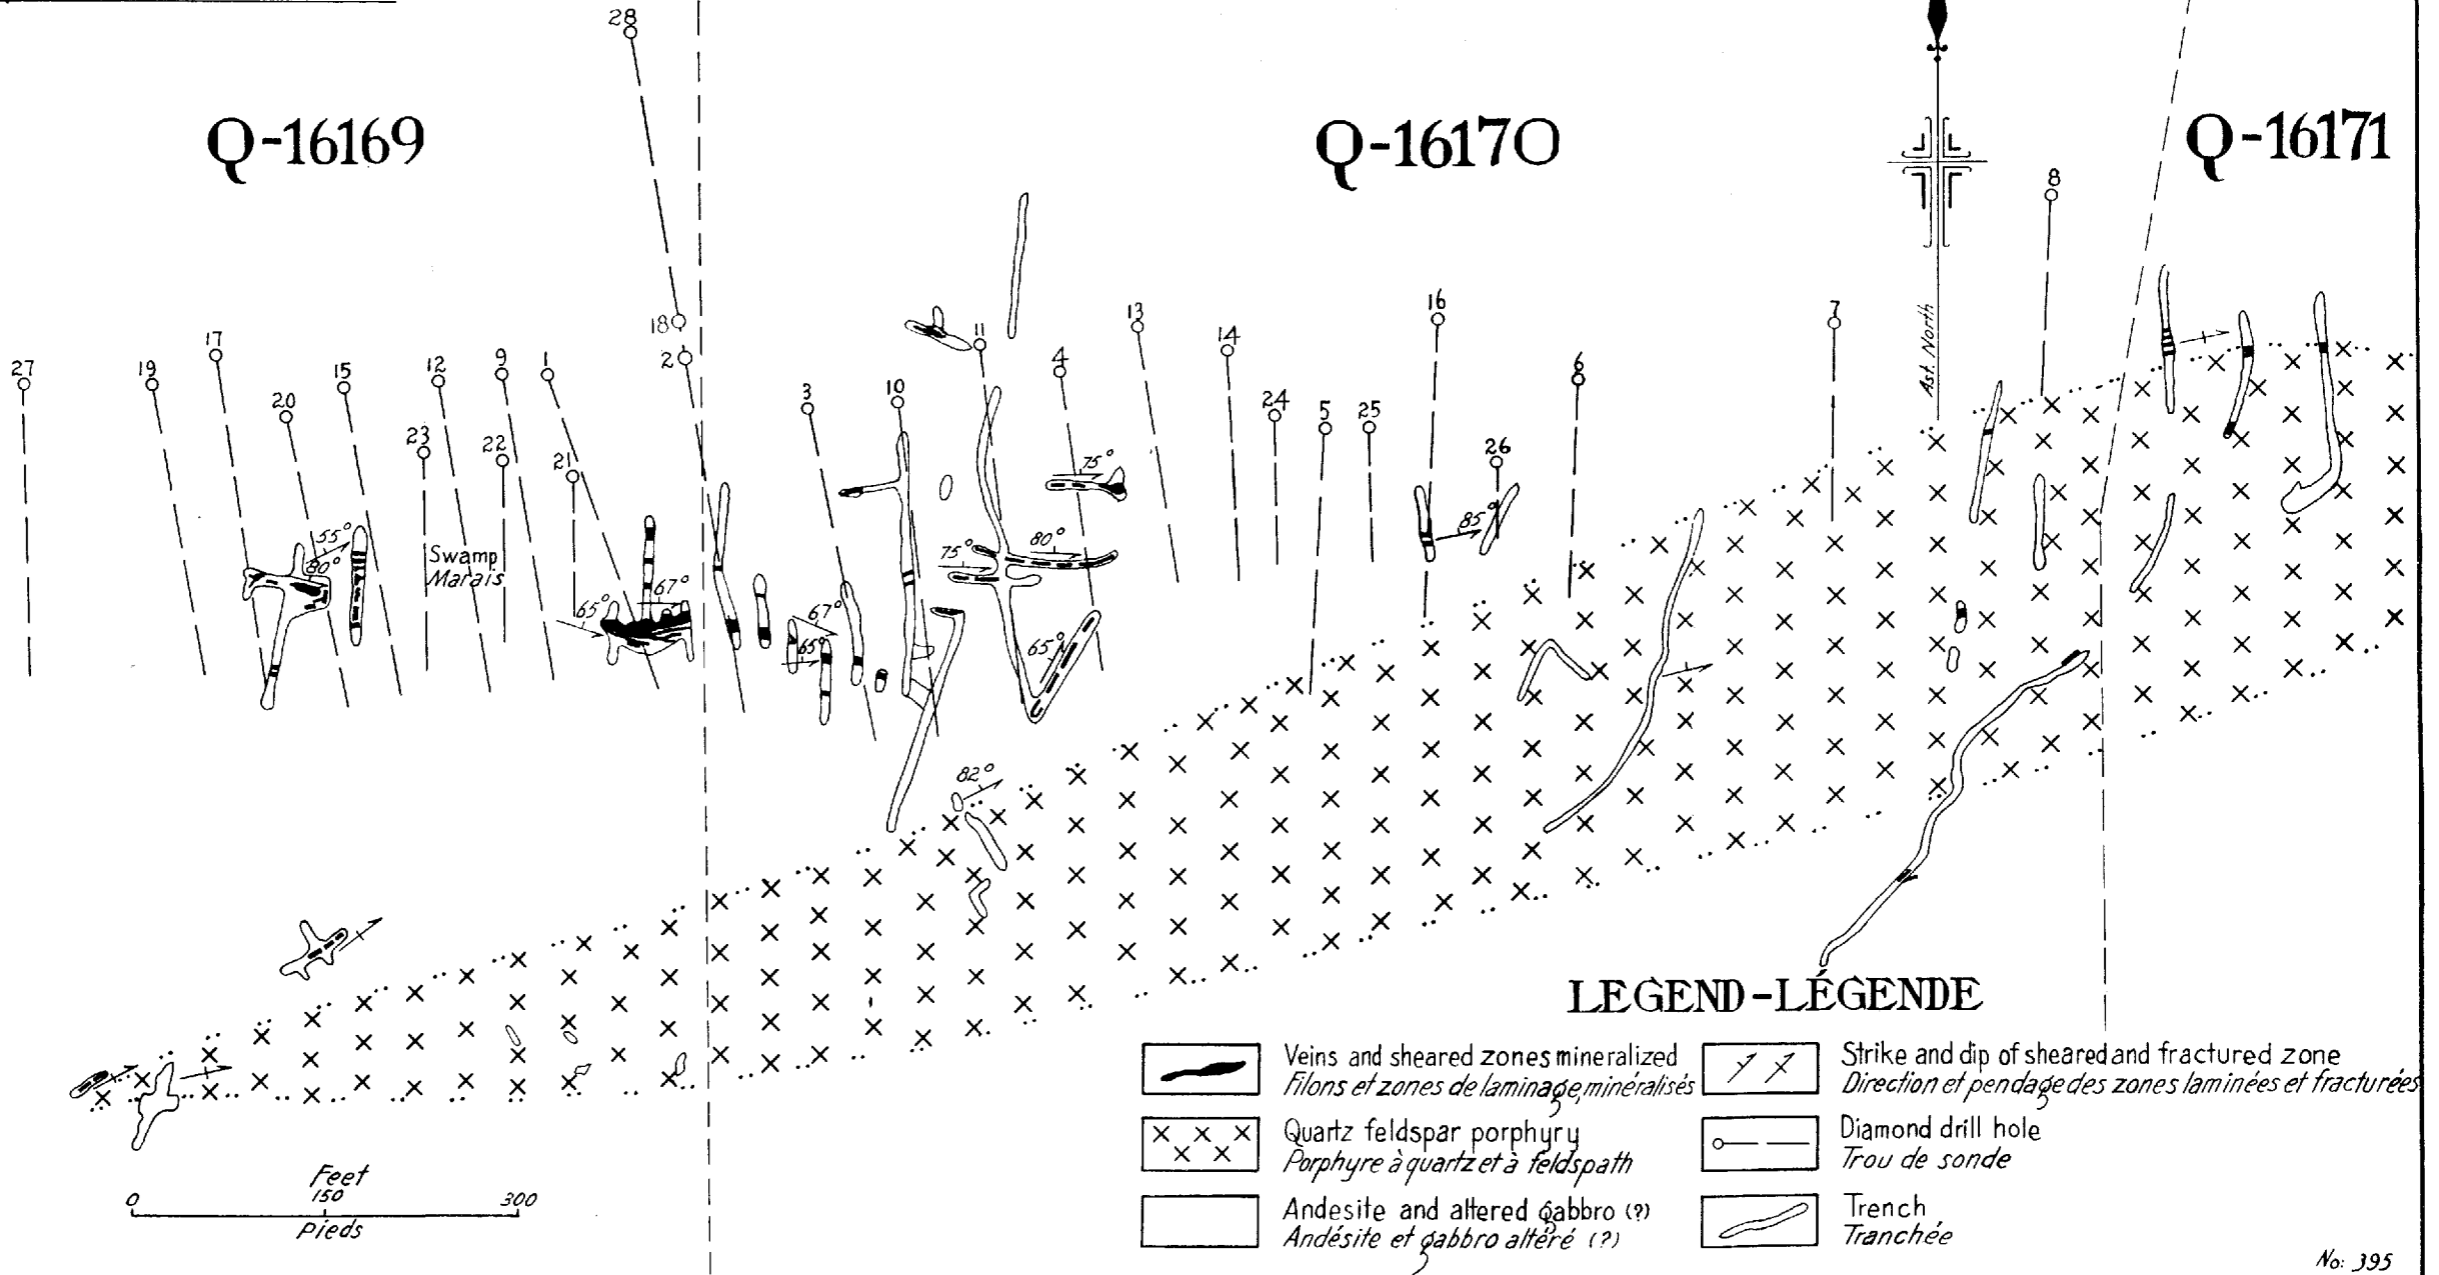 28
Q-16169
Q-16170
Q-16171
8
18
2
13
16
7
Ast. North
11
14
17
27
19
15
12
9
1
4
6
20
3
10
24
5
25
23
22
21
26
75°
55°
80°
Swamp
Marais
75°
80°
85°
65°
67°
67°
65°
65°
82°
LEGEND-LÉGENDE
Veins and sheared zones mineralized
Filons et zones de laminage, minéralisés
Strike and dip of sheared and fractured zone
Direction et pendage des zones laminées et fracturées
Quartz feldspar porphyry
Porphyre à quartz et à feldspath
Diamond drill hole
Trou de sonde
Andesite and altered gabbro (?)
Andésite et gabbro altéré (?)
Trench
Tranchée
Feet
0 150 300
Pieds
No: 395